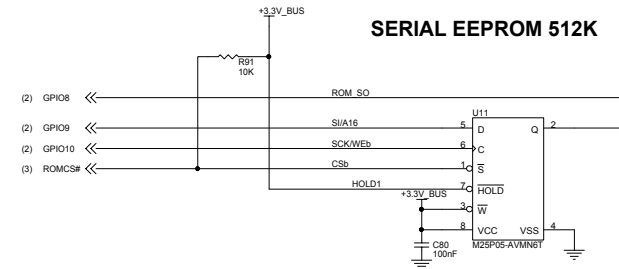 +3.3V_BUS
SERIAL EEPROM 512K
R91
10K
(2) GPIO8 ROM_SO
U11
(2) GPIO9 SI/A16 5 D Q 2
(2) GPIO10 SCK/WEb 6 C
(3) ROMCS# CSb 1 S
HOLD1 7 HOLD
+3.3V_BUS
3 W
8 VCC VSS 4
C80
100nF
M25P05-AVMN6T